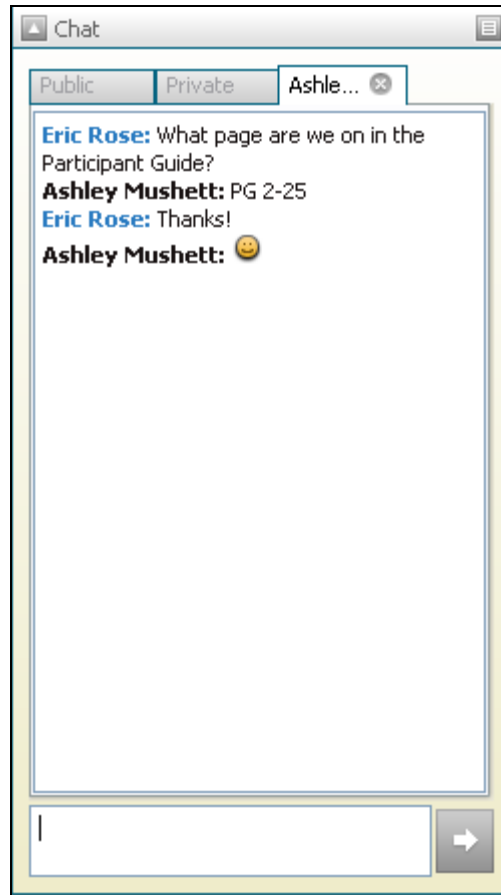 Chat
Public Private Ashle...
Eric Rose: What page are we on in the
Participant Guide?
Ashley Mushett: PG 2-25
Eric Rose: Thanks!
Ashley Mushett: